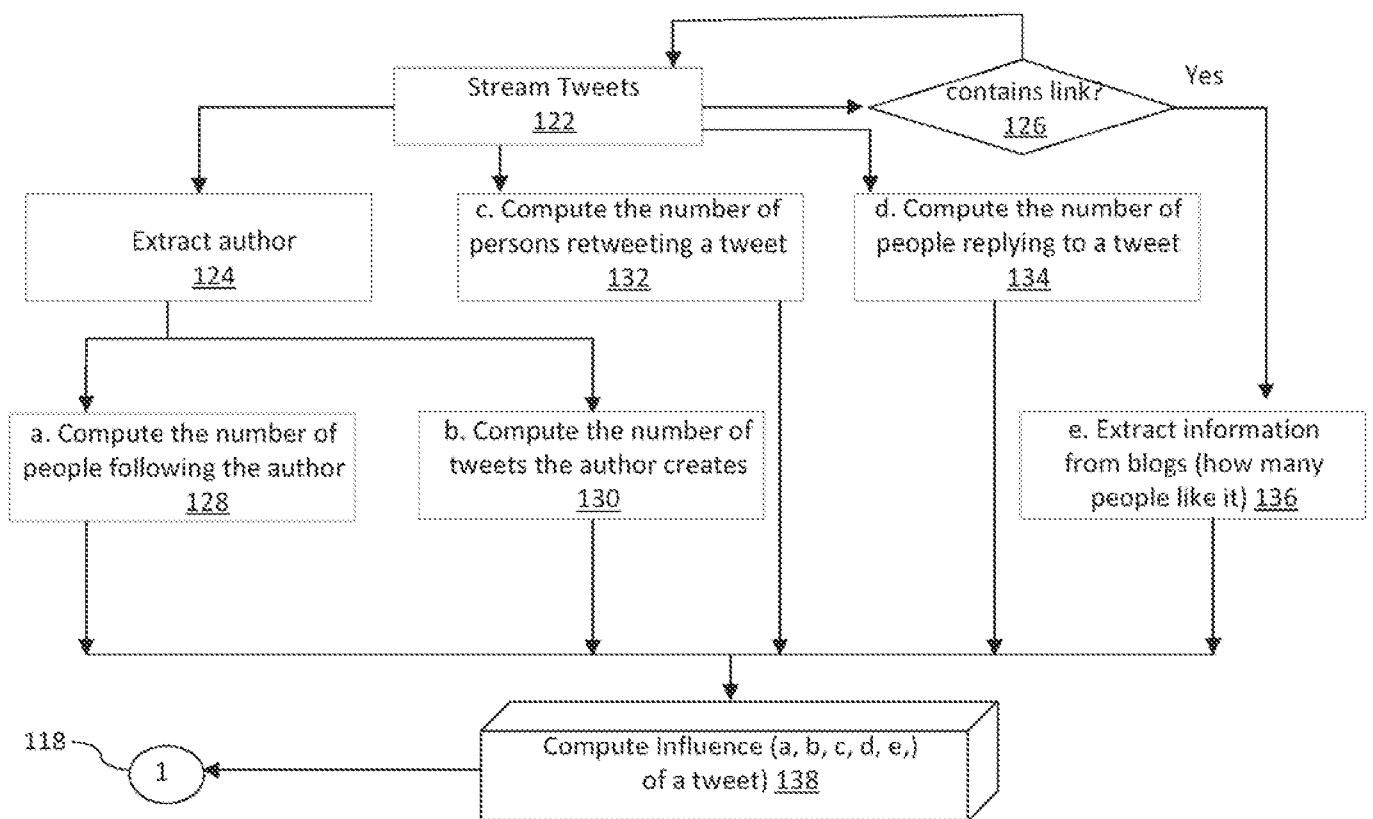 Stream Tweets
122
contains link?
126
Yes
Extract author
124
c. Compute the number of
persons retweeting a tweet
132
d. Compute the number of
people replying to a tweet
134
a. Compute the number of
people following the author
128
b. Compute the number of
tweets the author creates
130
e. Extract information
from blogs (how many
people like it) 136
Compute Influence (a, b, c, d, e,)
of a tweet) 138
118
1